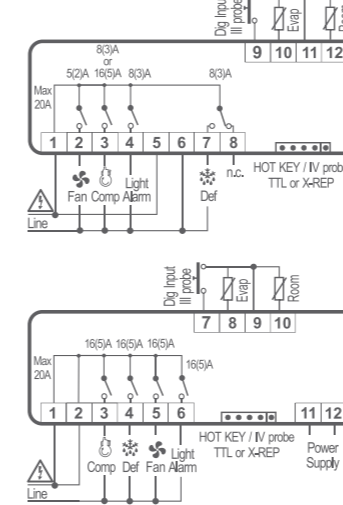 Dig Input
III probe
Evap
Room
9 10 11 12
8(3)A
or
5(2)A 16(5)A 8(3)A 8(3)A
Max
20A
1 2 3 4 5 6 7 8
HOT KEY / IV prob
TTL or X-REP
n.c.
Light
Fan Comp Alarm Def
Line
Dig Input
III probe
Evap
Room
7 8 9 10
16(5)A 16(5)A 16(5)A
16(5)A
Max
20A
1 2 3 4 5 6 11 12
HOT KEY / IV probe
TTL or X-REP
Power
Supply
Light
Comp Def Fan Alarm
Line